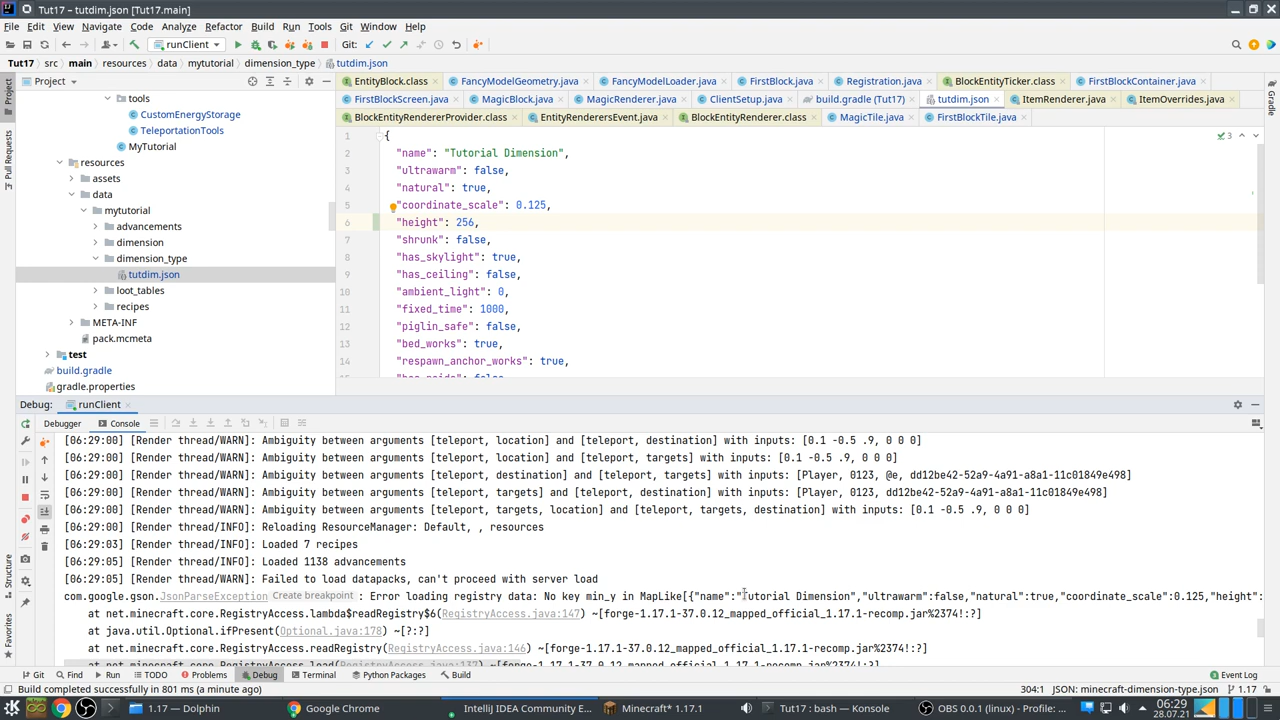 Tut17 - tutdim.json [Tut17.main]
File Edit View Navigate Code Analyze Refactor Build Run Tools Git Window Help
runClient Git:
Tut17 src main resources data mytutorial dimension_type tutdim.json
Project
EntityBlock.class FancyModelGeometry.java FancyModelLoader.java FirstBlock.java Registration.java BlockEntityTicker.class FirstBlockContainer.java
FirstBlockScreen.java MagicBlock.java MagicRenderer.java ClientSetup.java build.gradle (Tut17) tutdim.json ItemRenderer.java ItemOverrides.java
BlockEntityRendererProvider.class EntityRenderersEvent.java BlockEntityRenderer.class MagicTile.java FirstBlockTile.java
Project
Pull Requests
Structure
Favorites
Gradle
tools
CustomEnergyStorage
TeleportationTools
MyTutorial
resources
assets
data
mytutorial
advancements
dimension
dimension_type
tutdim.json
loot_tables
recipes
META-INF
pack.mcmeta
test
build.gradle
gradle.properties
1 {
2 "name": "Tutorial Dimension",
3 "ultrawarm": false,
4 "natural": true,
5 "coordinate_scale": 0.125,
6 "height": 256,
7 "shrunk": false,
8 "has_skylight": true,
9 "has_ceiling": false,
10 "ambient_light": 0,
11 "fixed_time": 1000,
12 "piglin_safe": false,
13 "bed_works": true,
14 "respawn_anchor_works": true,
3
Debug: runClient
Debugger Console
[06:29:00] [Render thread/WARN]: Ambiguity between arguments [teleport, location] and [teleport, destination] with inputs: [0.1 -0.5 .9, 0 0 0]
[06:29:00] [Render thread/WARN]: Ambiguity between arguments [teleport, location] and [teleport, targets] with inputs: [0.1 -0.5 .9, 0 0 0]
[06:29:00] [Render thread/WARN]: Ambiguity between arguments [teleport, destination] and [teleport, targets] with inputs: [Player, 0123, @e, dd12be42-52a9-4a91-a8a1-11c01849e498]
[06:29:00] [Render thread/WARN]: Ambiguity between arguments [teleport, targets] and [teleport, destination] with inputs: [Player, 0123, dd12be42-52a9-4a91-a8a1-11c01849e498]
[06:29:00] [Render thread/WARN]: Ambiguity between arguments [teleport, targets, location] and [teleport, targets, destination] with inputs: [0.1 -0.5 .9, 0 0 0]
[06:29:00] [Render thread/INFO]: Reloading ResourceManager: Default, , resources
[06:29:03] [Render thread/INFO]: Loaded 7 recipes
[06:29:05] [Render thread/INFO]: Loaded 1138 advancements
[06:29:05] [Render thread/WARN]: Failed to load datapacks, can't proceed with server load
com.google.gson.JsonParseException Create breakpoint : Error loading registry data: No key min_y in MapLike[{"name":"Tutorial Dimension","ultrawarm":false,"natural":true,"coordinate_scale":0.125,"height":
at net.minecraft.core.RegistryAccess.lambda$readRegistry$6(RegistryAccess.java:147) ~[forge-1.17.1-37.0.12_mapped_official_1.17.1-recomp.jar%2374!:?]
at java.util.Optional.ifPresent(Optional.java:178) ~[?:?]
at net.minecraft.core.RegistryAccess.readRegistry(RegistryAccess.java:146) ~[forge-1.17.1-37.0.12_mapped_official_1.17.1-recomp.jar%2374!:?]
Git Find Run TODO Problems Debug Terminal Python Packages Build Event Log
Build completed successfully in 801 ms (a minute ago) 304:1 JSON: minecraft-dimension-type.json 1.17
1.17 — Dolphin Google Chrome Intellij IDEA Community E... Minecraft* 1.17.1 Tut17 : bash — Konsole OBS 0.0.1 (linux) - Profile: ... 06:29
28.07.21